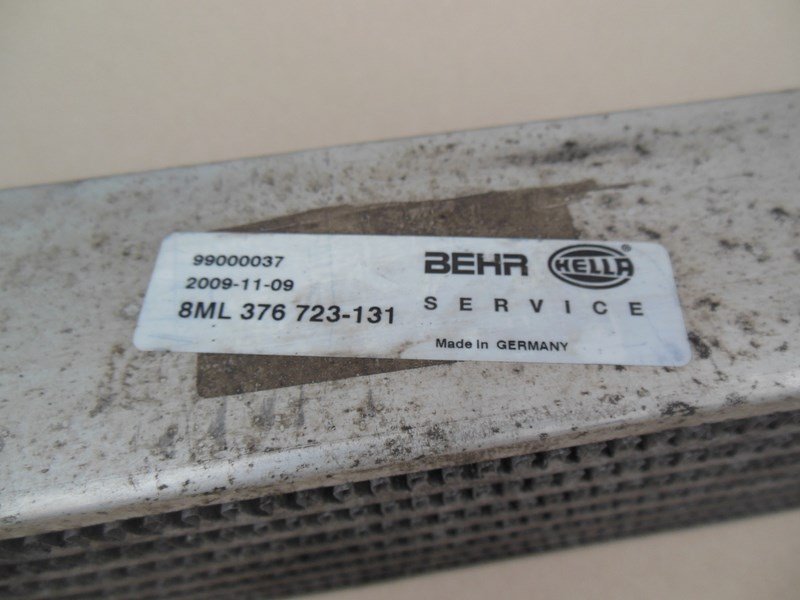 99000037
2009-11-09
8ML 376 723-131
BEHR HELLA®
SERVICE
Made in GERMANY